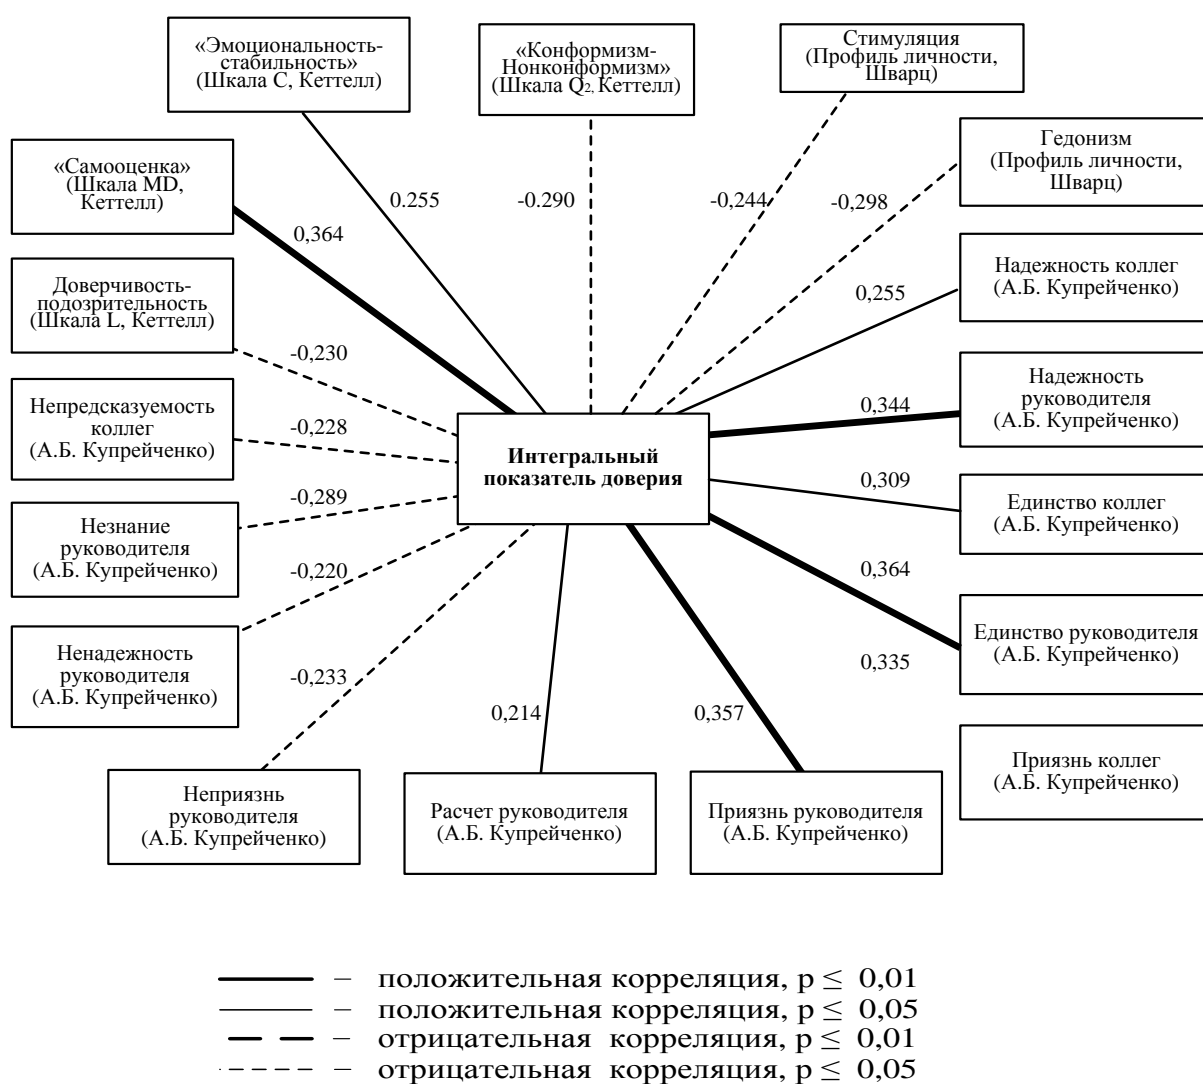 «Эмоциональность-
стабильность»
(Шкала С, Кеттелл)
«Конформизм-
Нонконформизм»
(Шкала Q2, Кеттелл)
Стимуляция
(Профиль личности,
Шварц)
«Самооценка»
(Шкала MD,
Кеттелл)
Гедонизм
(Профиль личности,
Шварц)
0,364
0.255
-0.290
-0,244
-0,298
Доверчивость-
подозрительность
(Шкала L, Кеттелл)
Надежность коллег
(А.Б. Купрейченко)
0,255
-0,230
Непредсказуемость
коллег
(А.Б. Купрейченко)
-0,228
Надежность
руководителя
(А.Б. Купрейченко)
0,344
Интегральный
показатель доверия
0,309
Единство коллег
(А.Б. Купрейченко)
-0,289
Незнание
руководителя
(А.Б. Купрейченко)
-0,220
0,364
Единство руководителя
(А.Б. Купрейченко)
0,335
Ненадежность
руководителя
(А.Б. Купрейченко)
-0,233
0,214
0,357
Приязнь коллег
(А.Б. Купрейченко)
Неприязнь
руководителя
(А.Б. Купрейченко)
Расчет руководителя
(А.Б. Купрейченко)
Приязнь руководителя
(А.Б. Купрейченко)
– положительная корреляция, p ≤ 0,01
– положительная корреляция, p ≤ 0,05
– отрицательная корреляция, p ≤ 0,01
– отрицательная корреляция, p ≤ 0,05